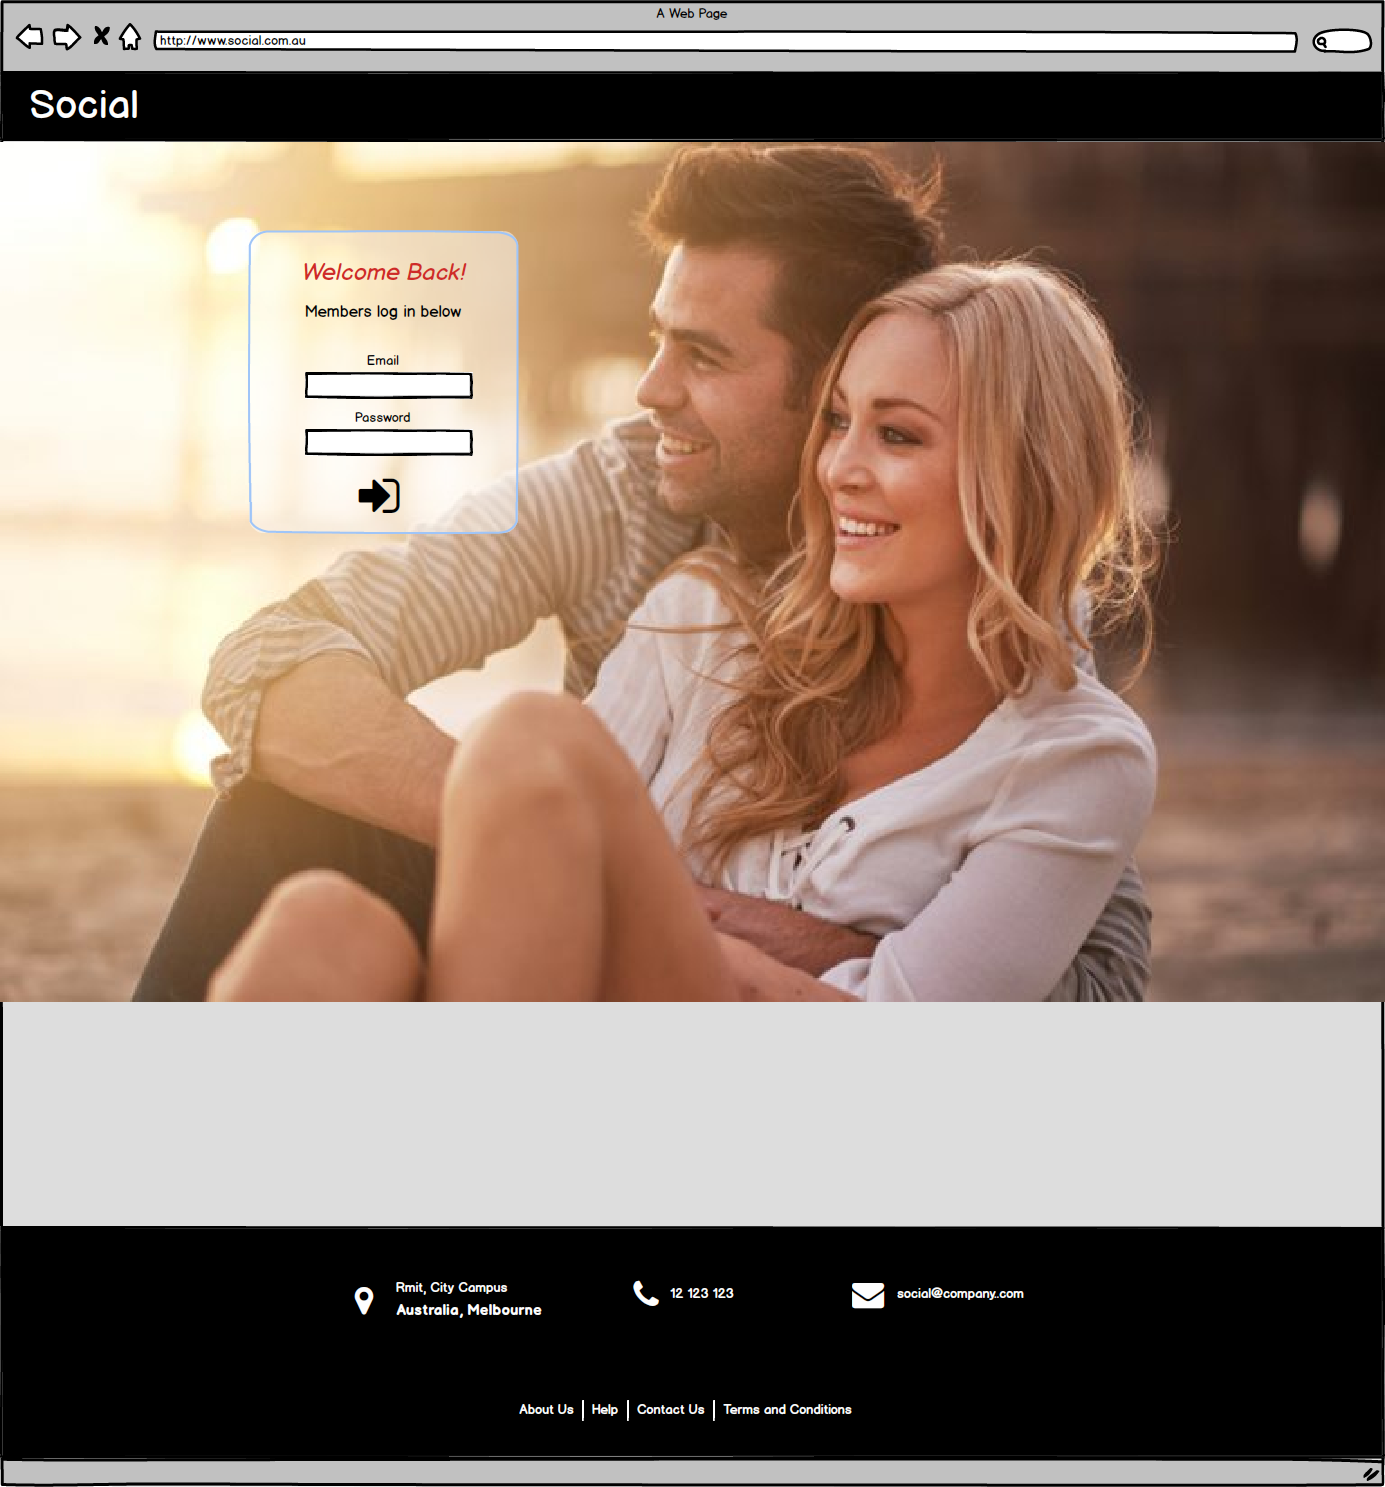 A Web Page
http://www.social.com.au
Social
Welcome Back!
Members log in below
Email
Password
Rmit, City Campus
Australia, Melbourne
12 123 123
social@company..com
About Us | Help | Contact Us | Terms and Conditions